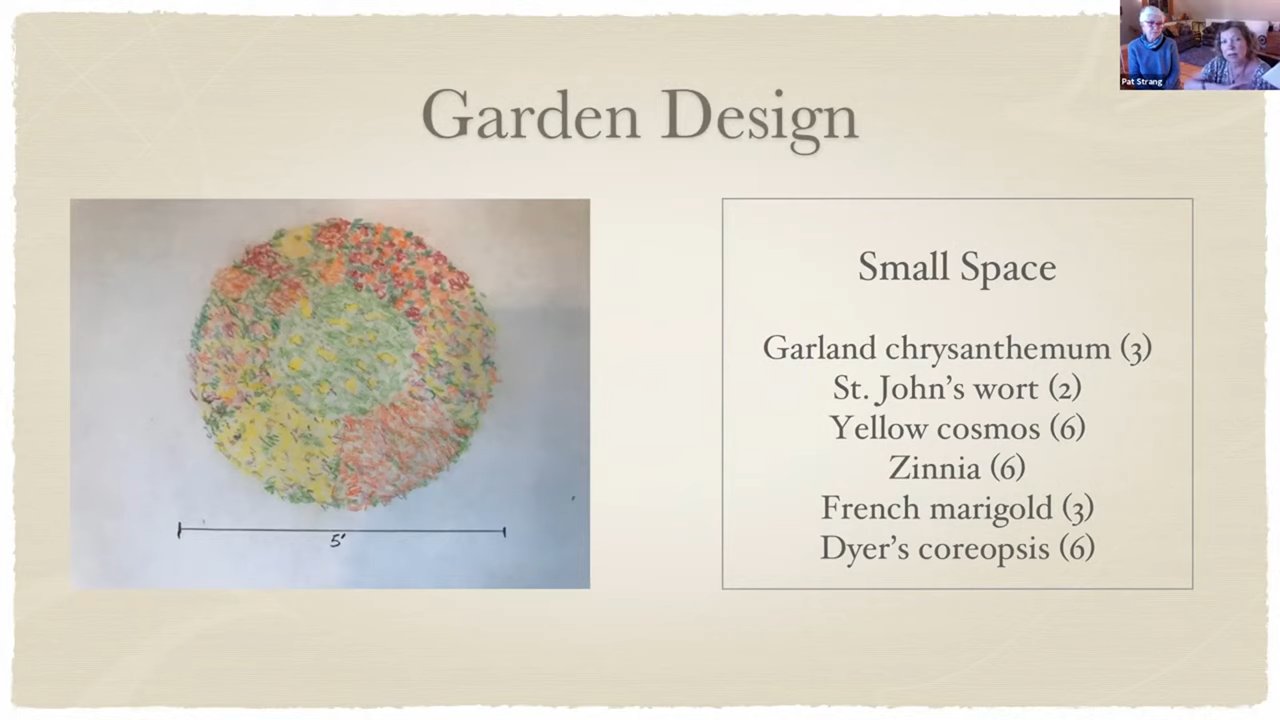 Pat Strang
Garden Design
5'
Small Space
Garland chrysanthemum (3)
St. John's wort (2)
Yellow cosmos (6)
Zinnia (6)
French marigold (3)
Dyer's coreopsis (6)